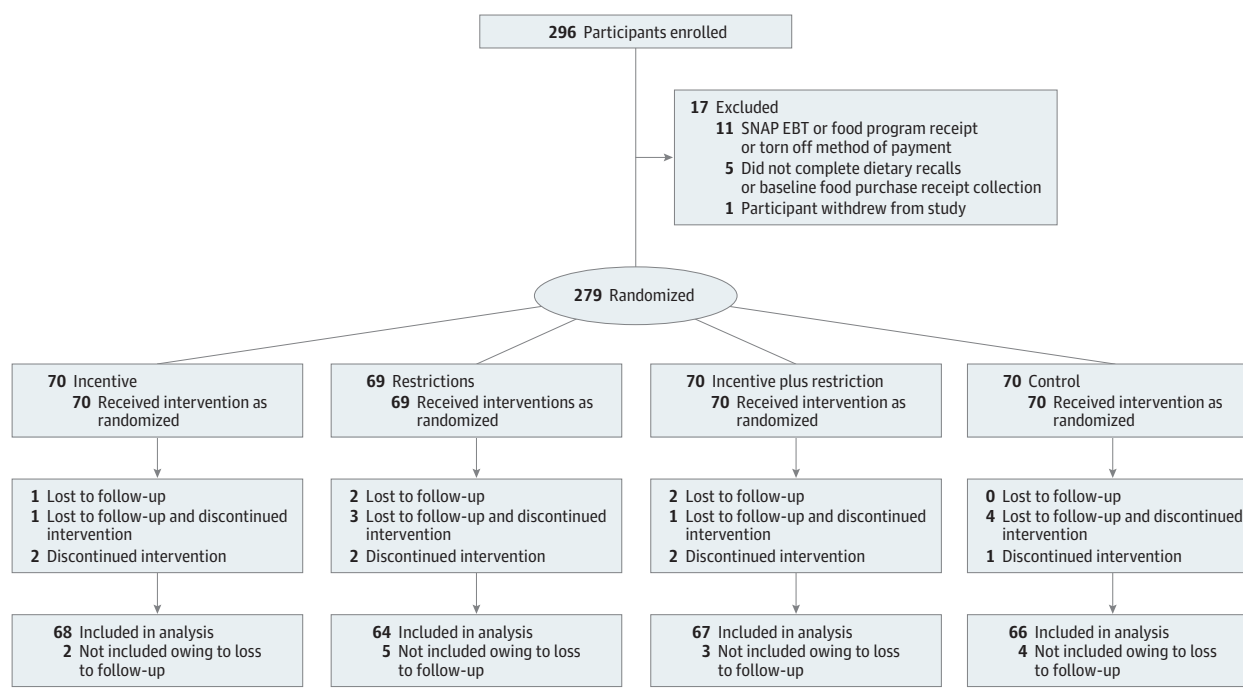 296 Participants enrolled
17 Excluded
11 SNAP EBT or food program receipt
or torn off method of payment
5 Did not complete dietary recalls
or baseline food purchase receipt collection
1 Participant withdrew from study
279 Randomized
70 Incentive
70 Received intervention as
randomized
69 Restrictions
69 Received interventions as
randomized
70 Incentive plus restriction
70 Received intervention as
randomized
70 Control
70 Received intervention as
randomized
1 Lost to follow-up
1 Lost to follow-up and discontinued
intervention
2 Discontinued intervention
2 Lost to follow-up
3 Lost to follow-up and discontinued
intervention
2 Discontinued intervention
2 Lost to follow-up
1 Lost to follow-up and discontinued
intervention
2 Discontinued intervention
0 Lost to follow-up
4 Lost to follow-up and discontinued
intervention
1 Discontinued intervention
68 Included in analysis
2 Not included owing to loss
to follow-up
64 Included in analysis
5 Not included owing to loss
to follow-up
67 Included in analysis
3 Not included owing to loss
to follow-up
66 Included in analysis
4 Not included owing to loss
to follow-up